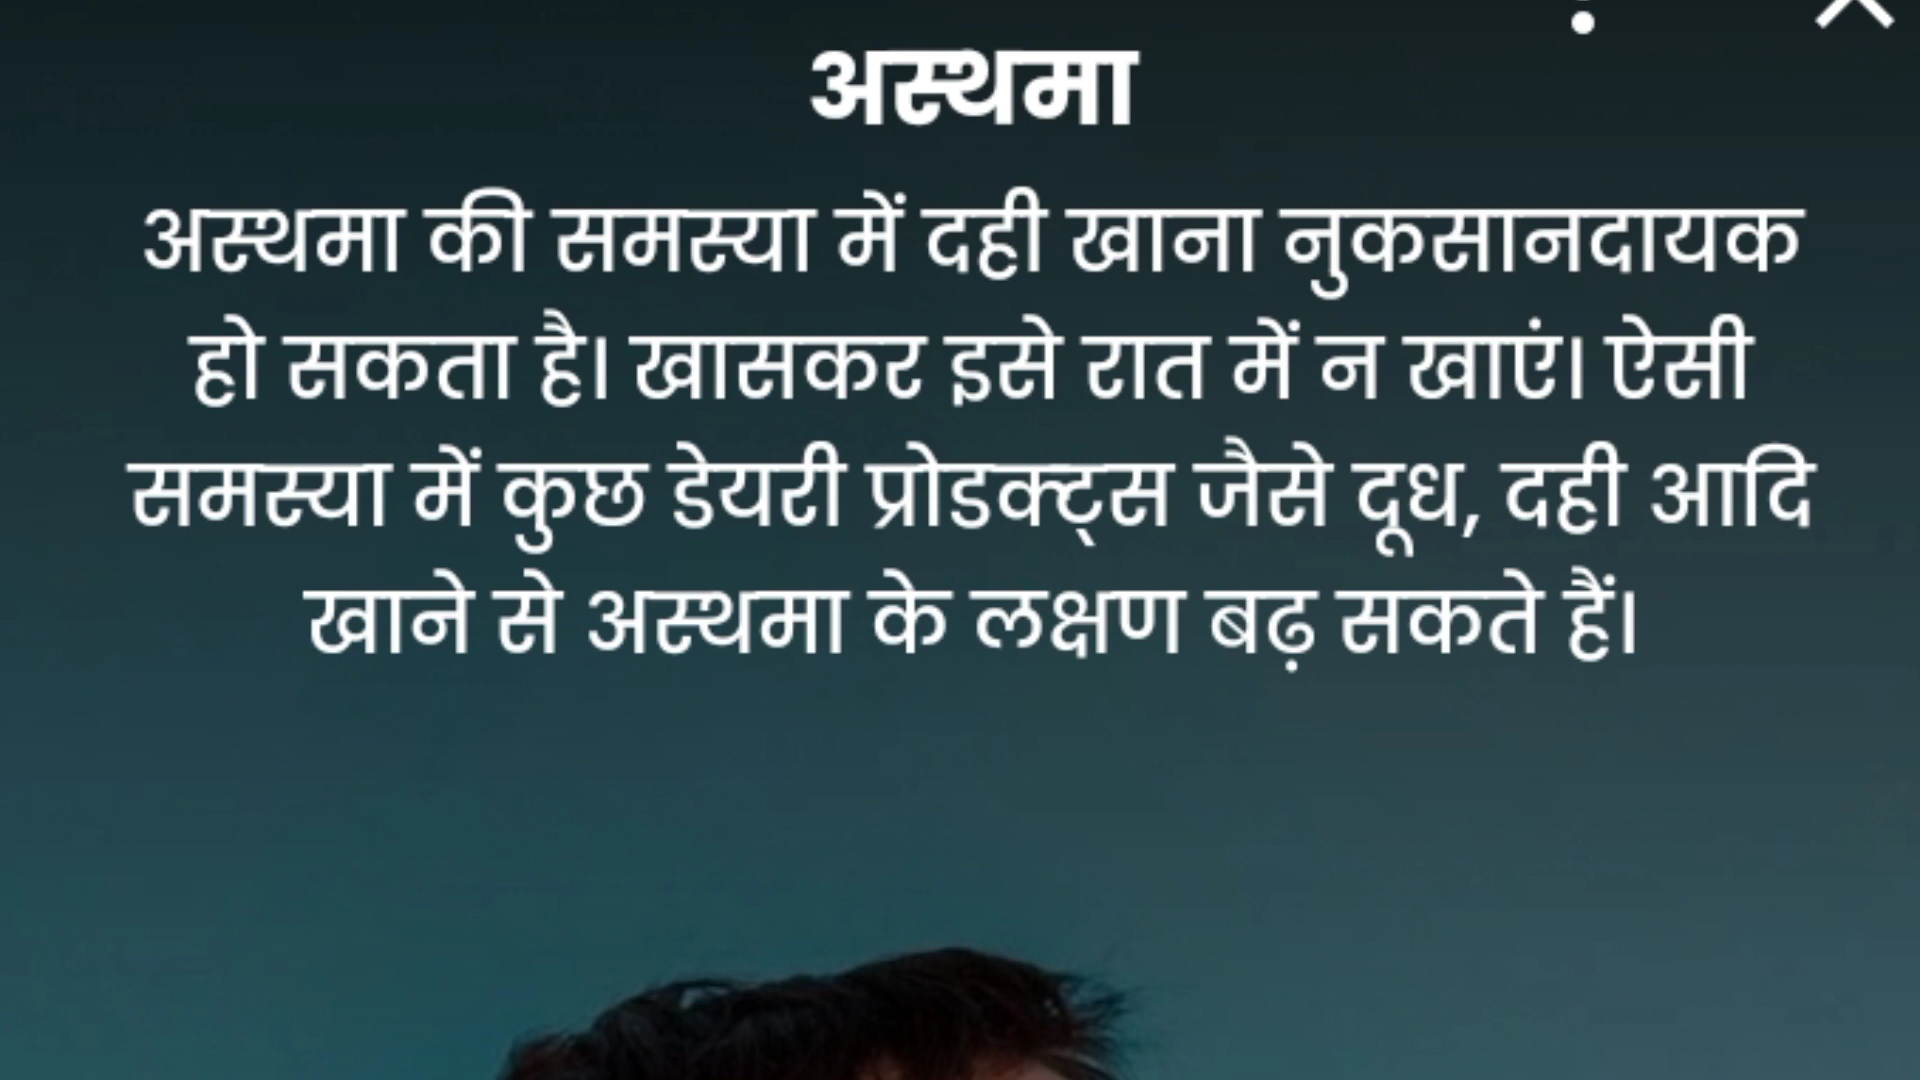 अस्थमा
अस्थमा की समस्या में दही खाना नुकसानदायक
हो सकता है। खासकर इसे रात में न खाएं। ऐसी
समस्या में कुछ डेयरी प्रोडक्ट्स जैसे दूध, दही आदि
खाने से अस्थमा के लक्षण बढ़ सकते हैं।